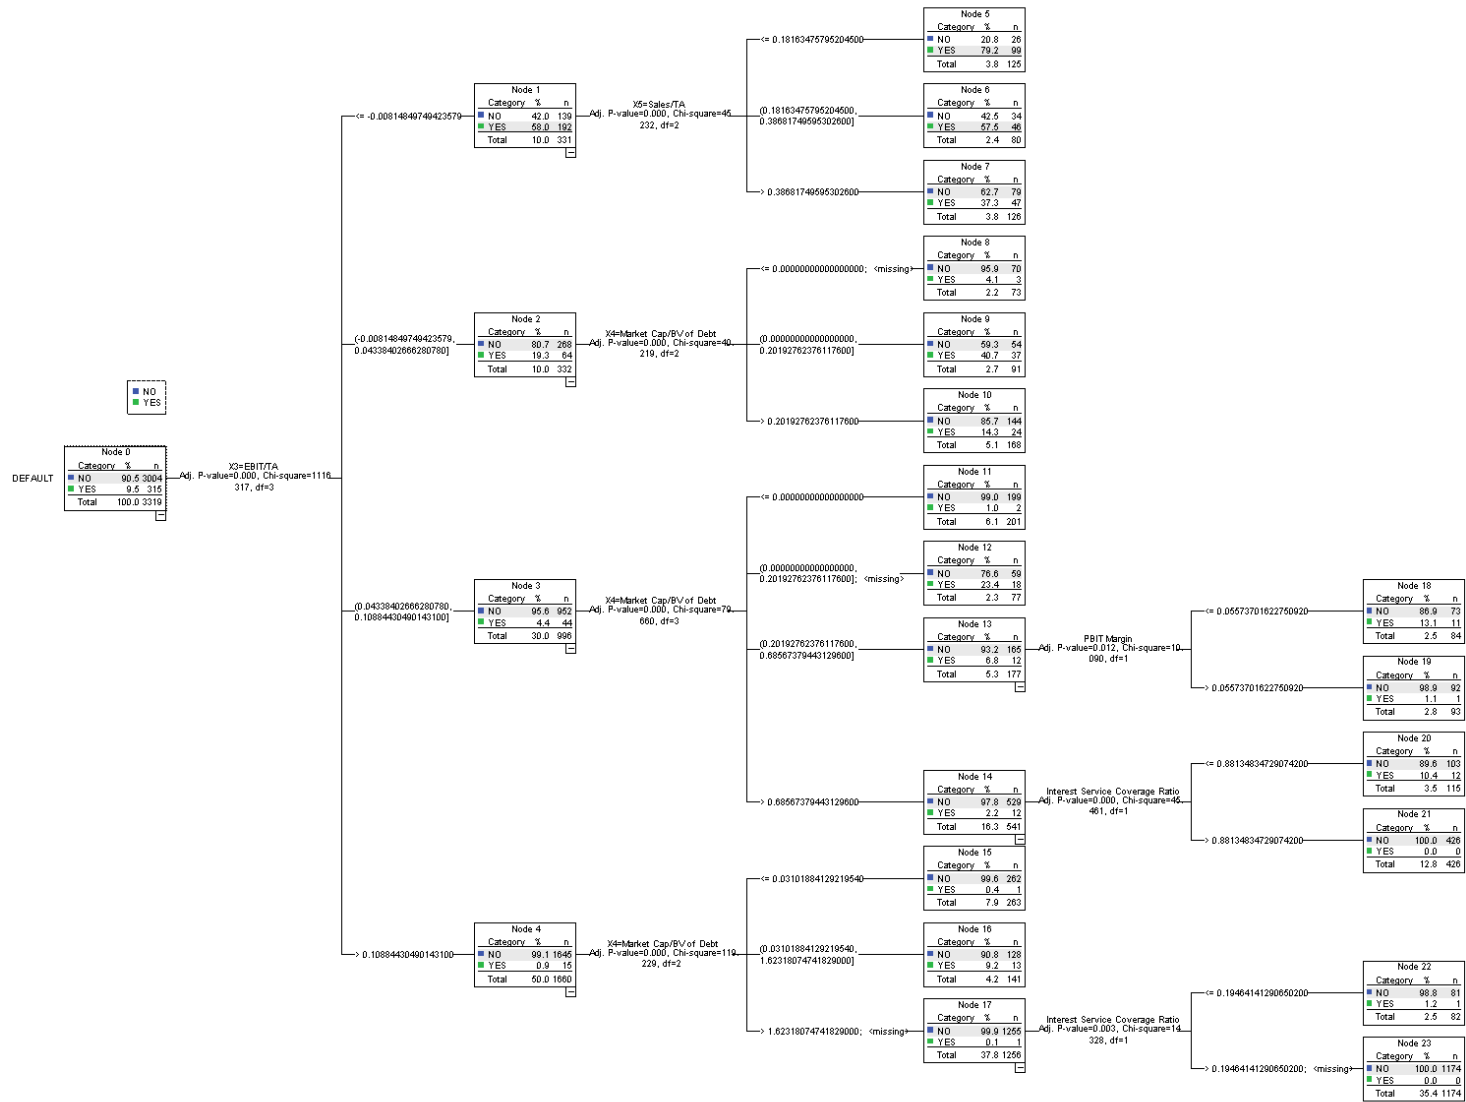 NO
YES
DEFAULT
Node 0
Category % n
NO 90.5 3004
YES 9.5 315
Total 100.0 3319
X3=EBIT/TA
Adj. P-value=0.000, Chi-square=1116.
317, df=3
<= -0.00814849749423579
Node 1
Category % n
NO 42.0 139
YES 58.0 192
Total 10.0 331
X5=Sales/TA
Adj. P-value=0.000, Chi-square=45.
232, df=2
<= 0.18163475795204500
Node 5
Category % n
NO 20.8 26
YES 79.2 99
Total 3.8 125
(0.18163475795204500,
0.38681749595302600]
Node 6
Category % n
NO 42.5 34
YES 57.5 46
Total 2.4 80
> 0.38681749595302600
Node 7
Category % n
NO 62.7 79
YES 37.3 47
Total 3.8 126
(-0.00814849749423579,
0.04338402666280780]
Node 2
Category % n
NO 80.7 268
YES 19.3 64
Total 10.0 332
X4=Market Cap/BV of Debt
Adj. P-value=0.000, Chi-square=40.
219, df=2
<= 0.00000000000000000; <missing>
Node 8
Category % n
NO 95.9 70
YES 4.1 3
Total 2.2 73
(0.00000000000000000,
0.20192762376117600]
Node 9
Category % n
NO 59.3 54
YES 40.7 37
Total 2.7 91
> 0.20192762376117600
Node 10
Category % n
NO 85.7 144
YES 14.3 24
Total 5.1 168
(0.04338402666280780,
0.10884430490143100]
Node 3
Category % n
NO 95.6 952
YES 4.4 44
Total 30.0 996
X4=Market Cap/BV of Debt
Adj. P-value=0.000, Chi-square=79.
660, df=3
<= 0.00000000000000000
Node 11
Category % n
NO 99.0 199
YES 1.0 2
Total 6.1 201
(0.00000000000000000,
0.20192762376117600]; <missing>
Node 12
Category % n
NO 76.6 59
YES 23.4 18
Total 2.3 77
(0.20192762376117600,
0.68567379443129600]
Node 13
Category % n
NO 93.2 165
YES 6.8 12
Total 5.3 177
PBIT Margin
Adj. P-value=0.012, Chi-square=10.
090, df=1
<= 0.05573701622750920
Node 18
Category % n
NO 86.9 73
YES 13.1 11
Total 2.5 84
> 0.05573701622750920
Node 19
Category % n
NO 98.9 92
YES 1.1 1
Total 2.8 93
> 0.68567379443129600
Node 14
Category % n
NO 97.8 529
YES 2.2 12
Total 16.3 541
Interest Service Coverage Ratio
Adj. P-value=0.000, Chi-square=45.
461, df=1
<= 0.88134834729074200
Node 20
Category % n
NO 89.6 103
YES 10.4 12
Total 3.5 115
> 0.88134834729074200
Node 21
Category % n
NO 100.0 426
YES 0.0 0
Total 12.8 426
> 0.10884430490143100
Node 4
Category % n
NO 99.1 1645
YES 0.9 15
Total 50.0 1660
X4=Market Cap/BV of Debt
Adj. P-value=0.000, Chi-square=119.
229, df=2
<= 0.03101884129219540
Node 15
Category % n
NO 99.6 262
YES 0.4 1
Total 7.9 263
(0.03101884129219540,
1.62318074741829000]
Node 16
Category % n
NO 90.8 128
YES 9.2 13
Total 4.2 141
> 1.62318074741829000; <missing>
Node 17
Category % n
NO 99.9 1255
YES 0.1 1
Total 37.8 1256
Interest Service Coverage Ratio
Adj. P-value=0.003, Chi-square=14.
328, df=1
<= 0.19464141290650200
Node 22
Category % n
NO 98.8 81
YES 1.2 1
Total 2.5 82
> 0.19464141290650200; <missing>
Node 23
Category % n
NO 100.0 1174
YES 0.0 0
Total 35.4 1174